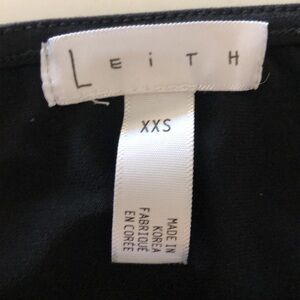 LEITH
XXS
MADE IN
KOREA
FABRIQUÉ
EN CORÉE